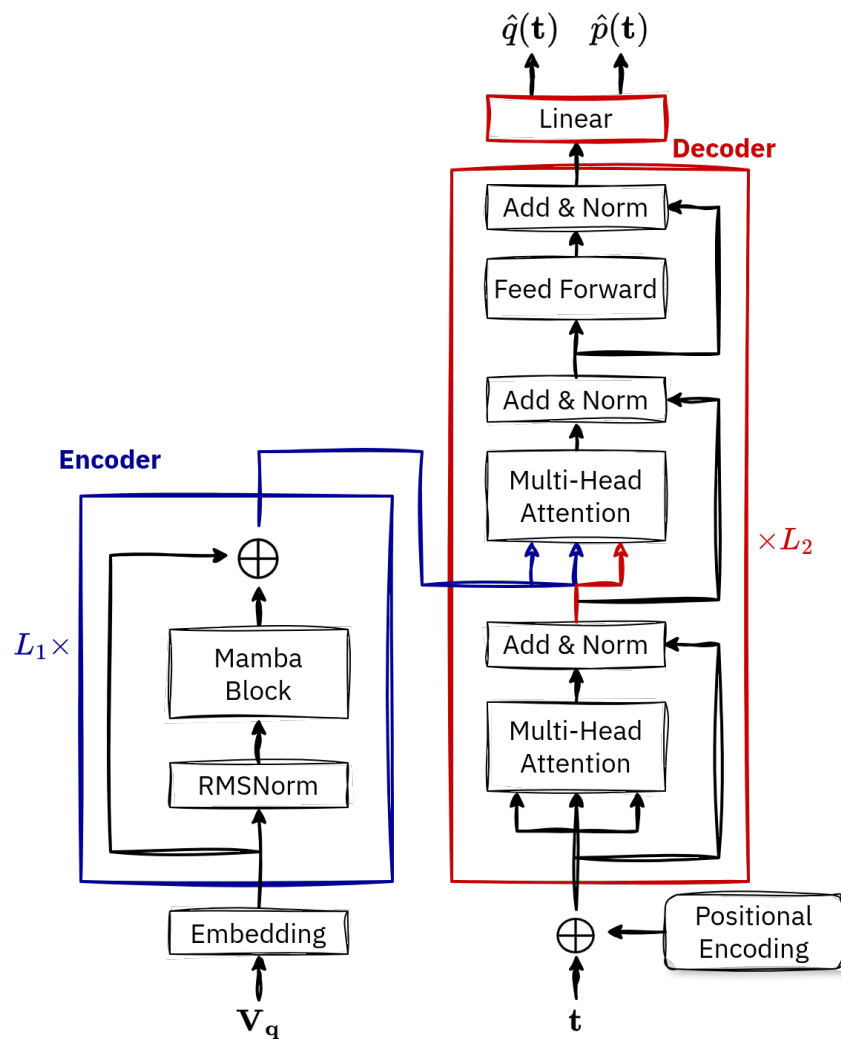 q̂(t) p̂(t)
Linear
Decoder
Add & Norm
Feed Forward
Add & Norm
Multi-Head
Attention
×L₂
Add & Norm
Multi-Head
Attention
Positional
Encoding
t
Encoder
L₁×
Mamba
Block
RMSNorm
Embedding
V_q